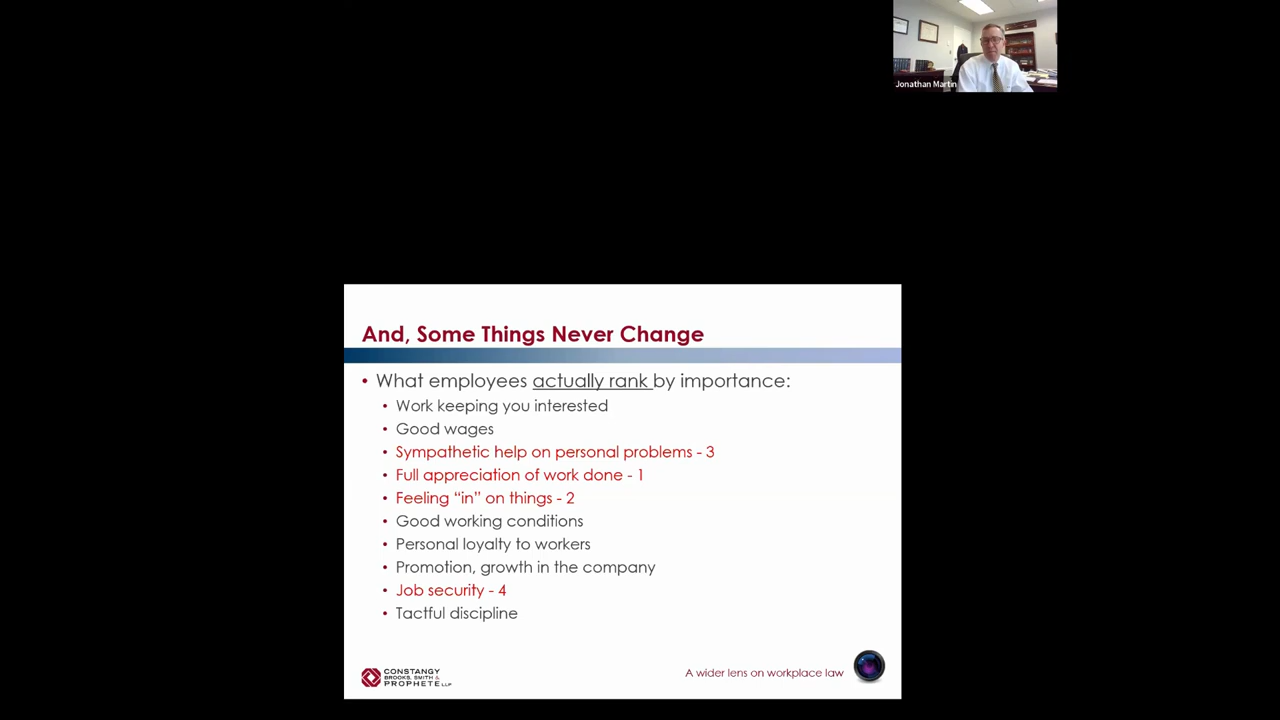 Jonathan Martin
And, Some Things Never Change
• What employees actually rank by importance:
• Work keeping you interested
• Good wages
• Sympathetic help on personal problems - 3
• Full appreciation of work done - 1
• Feeling “in” on things - 2
• Good working conditions
• Personal loyalty to workers
• Promotion, growth in the company
• Job security - 4
• Tactful discipline
CONSTANGY
BROOKS, SMITH &
PROPHETE LLP
A wider lens on workplace law